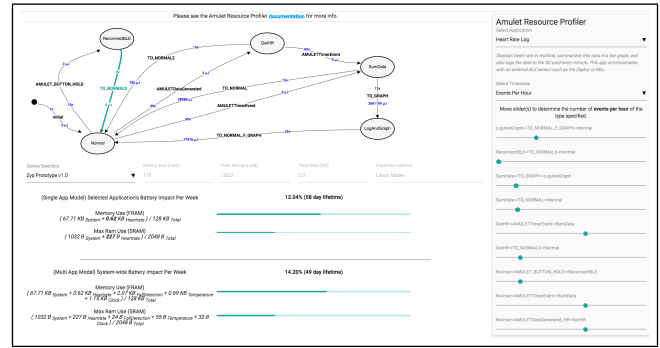 Please see the Amulet Resource Profiler documentation for more info.
ReconnectBLE
GetHR
SumData
LogAndGraph
Normal
Initial
AMULET_BUTTON_HOLD
TO_NORMAL3
TO_NORMAL2
AMULETDataGenerated
TO_NORMAL
AMULETTimerEvent
AMULETTimerEvent
TO_GRAPH
TO_NORMAL_F_GRAPH
Device Selection
Zyp Prototype v1.0
Battery Size (mAH)
110
Total Memory (KB)
128.0
Total RAM (KB)
2.0
Prediction Method
Linear Model
(Single App Model) Selected Application's Battery Impact Per Week
12.04% (58 day lifetime)
Memory Use (FRAM)
( 67.71 KB System + 0.62 KB Heartrate ) / 128 KB Total
Max Ram Use (SRAM)
( 1032 B System + 227 B Heartrate ) / 2048 B Total
(Multi App Model) System-wide Battery Impact Per Week
14.20% (49 day lifetime)
Memory Use (FRAM)
( 67.71 KB System + 0.62 KB Heartrate + 2.07 KB FallDetection + 0.69 KB Temperature
+ 1.15 KB Clock ) / 128 KB Total
Max Ram Use (SRAM)
( 1032 B System + 227 B Heartrate + 24 B FallDetection + 55 B Temperature + 32 B
Clock ) / 2048 B Total
Amulet Resource Profiler
Select Application
Heart Rate Log
Displays heart rate in realtime, summarizes this data in a bar graph, and
also logs the data to the SD card every minute. This app communicates
with an external BLE sensor such as the Zephyr or Mio.
Select Timescale
Events Per Hour
Move slider(s) to determine the number of events per hour of the
type specified.
LogAndGraph=>TO_NORMAL_F_GRAPH=>Normal
ReconnectBLE=>TO_NORMAL3=>Normal
SumData=>TO_GRAPH=>LogAndGraph
SumData=>TO_NORMAL=>Normal
GetHR=>AMULETTimerEvent=>SumData
GetHR=>TO_NORMAL2=>Normal
Normal=>AMULET_BUTTON_HOLD=>ReconnectBLE
Normal=>AMULETTimerEvent=>SumData
Normal=>AMULETDataGenerated_HR=>GetHR